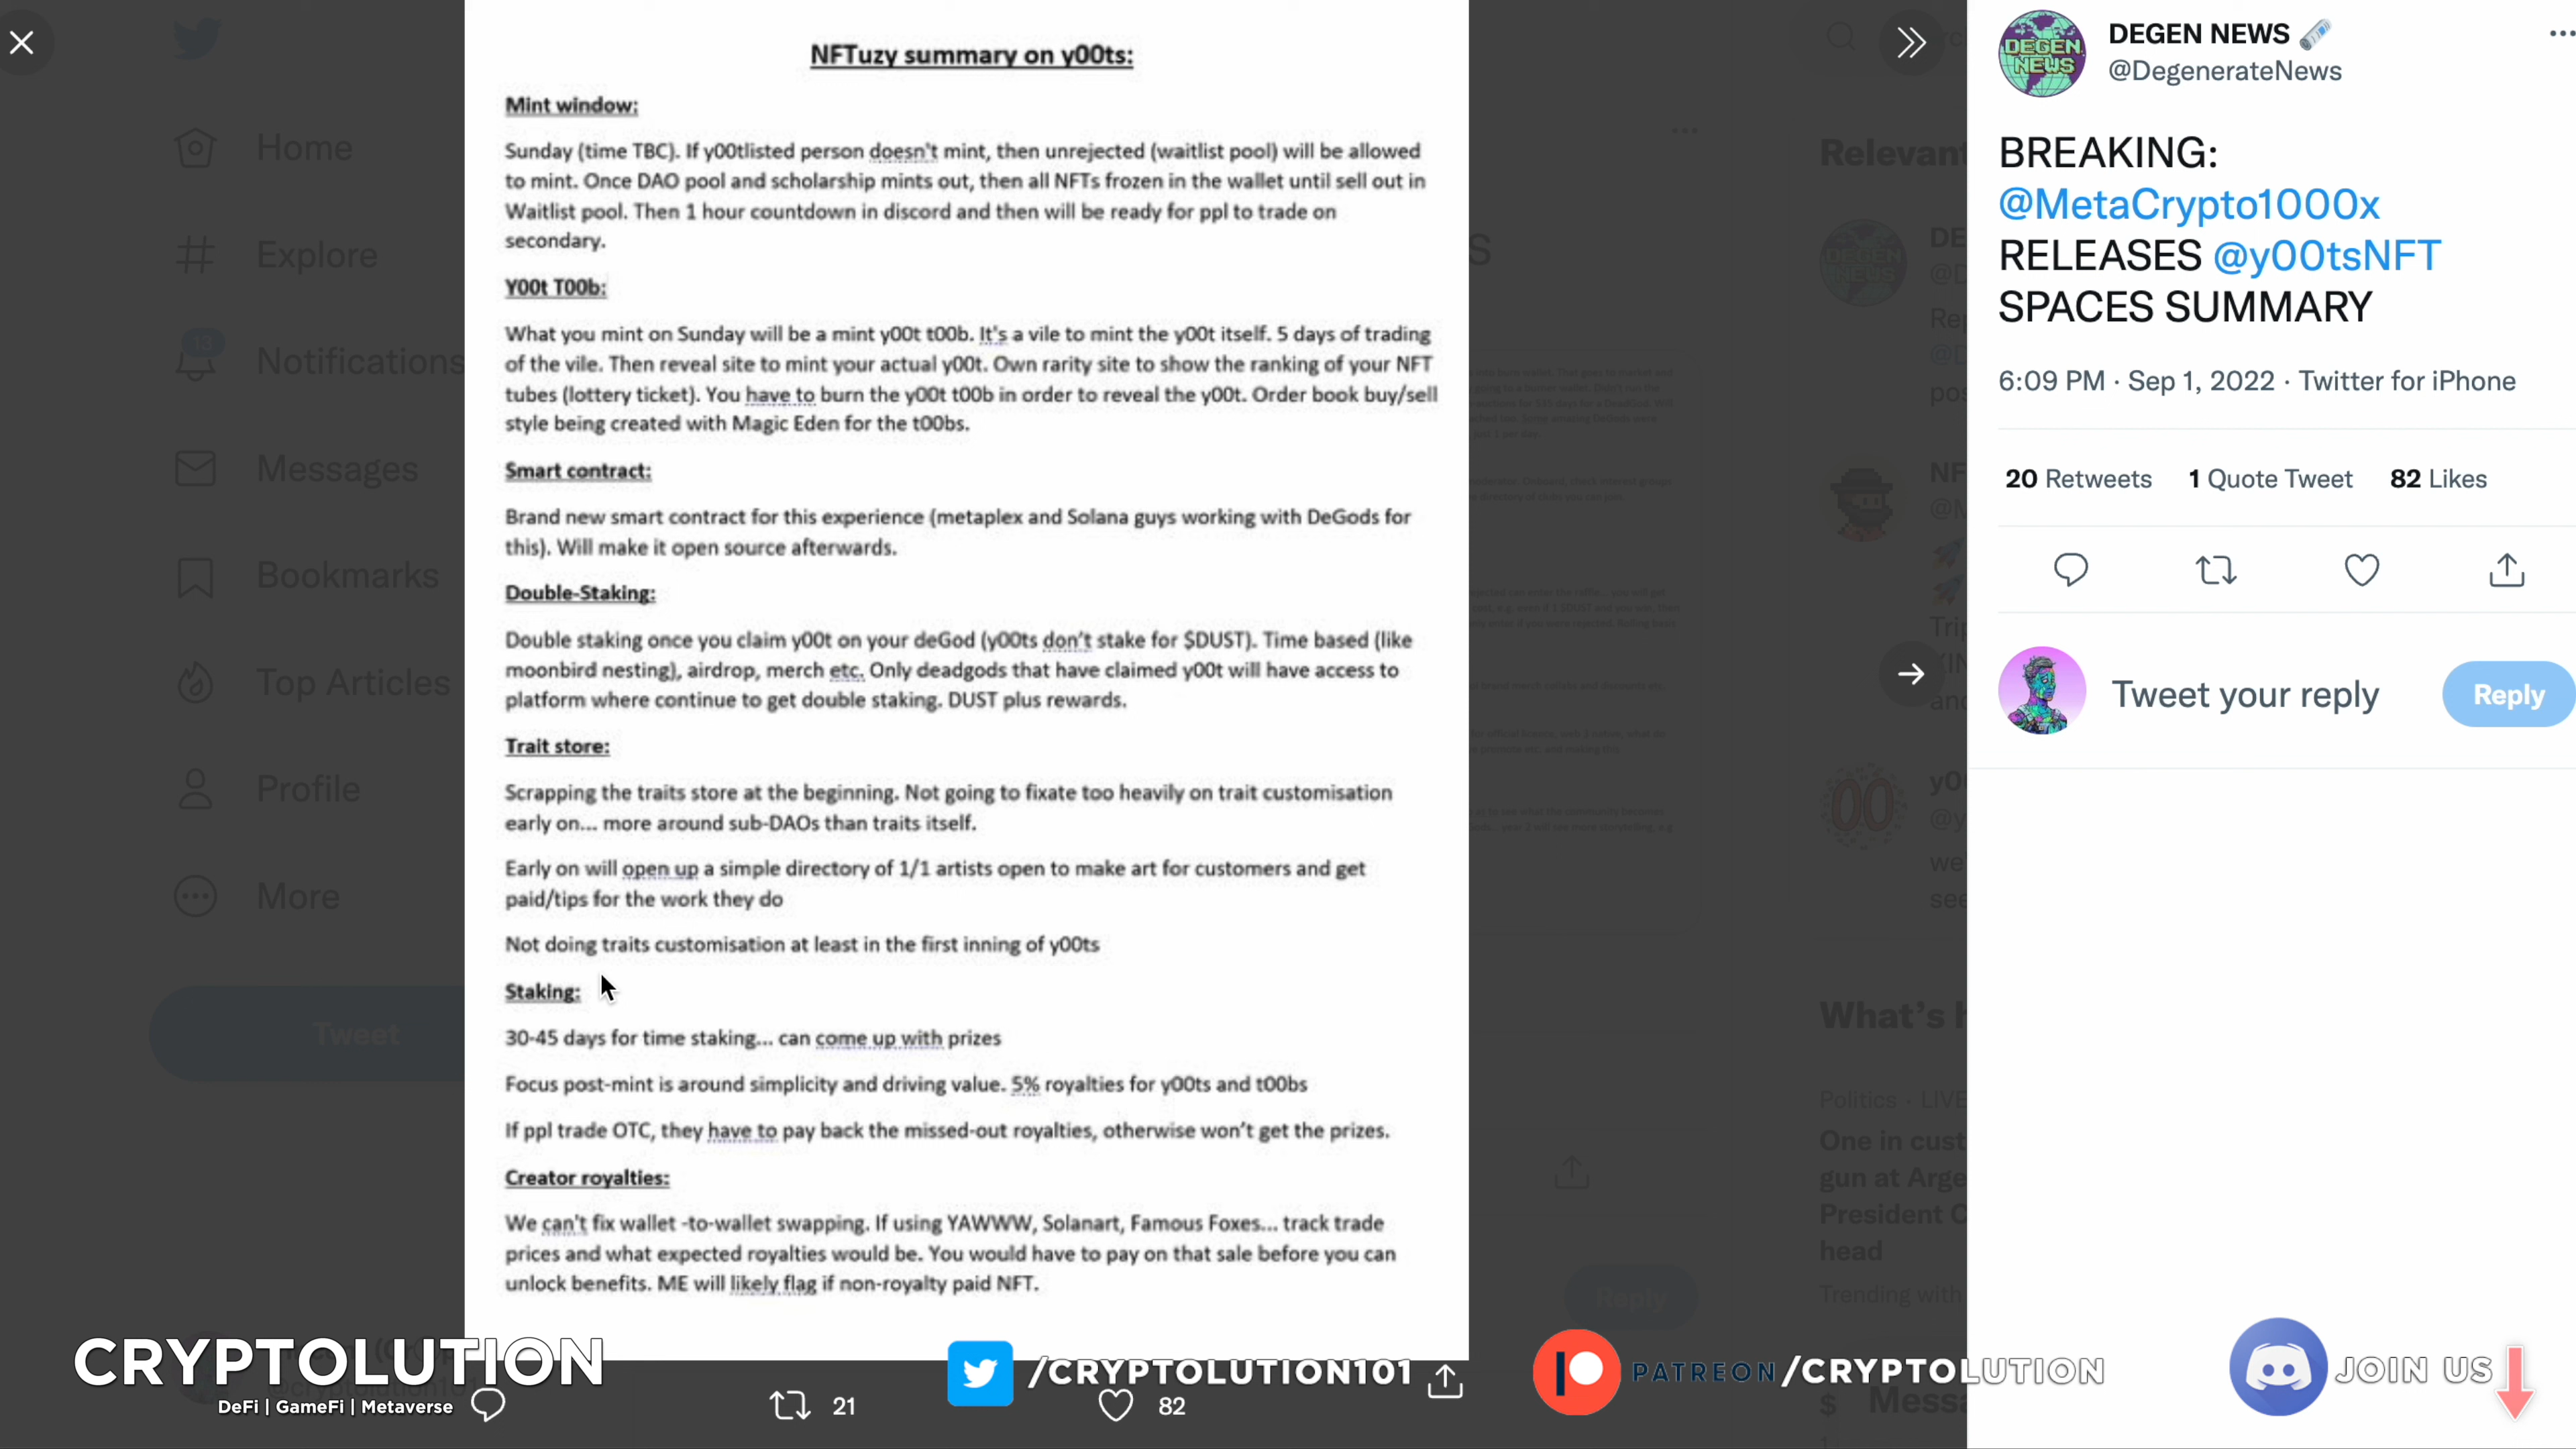 NFTuzy summary on y00ts:
Mint window:
Sunday (time TBC). If y00tlisted person doesn't mint, then unrejected (waitlist pool) will be allowed
to mint. Once DAO pool and scholarship mints out, then all NFTs frozen in the wallet until sell out in
Waitlist pool. Then 1 hour countdown in discord and then will be ready for ppl to trade on
secondary.
Y00t T00b:
What you mint on Sunday will be a mint y00t t00b. It's a vile to mint the y00t itself. 5 days of trading
of the vile. Then reveal site to mint your actual y00t. Own rarity site to show the ranking of your NFT
tubes (lottery ticket). You have to burn the y00t t00b in order to reveal the y00t. Order book buy/sell
style being created with Magic Eden for the t00bs.
Smart contract:
Brand new smart contract for this experience (metaplex and Solana guys working with DeGods for
this). Will make it open source afterwards.
Double-Staking:
Double staking once you claim y00t on your deGod (y00ts don't stake for $DUST). Time based (like
moonbird nesting), airdrop, merch etc. Only deadgods that have claimed y00t will have access to
platform where continue to get double staking. DUST plus rewards.
Trait store:
Scrapping the traits store at the beginning. Not going to fixate too heavily on trait customisation
early on... more around sub-DAOs than traits itself.
Early on will open up a simple directory of 1/1 artists open to make art for customers and get
paid/tips for the work they do
Not doing traits customisation at least in the first inning of y00ts
Staking:
30-45 days for time staking... can come up with prizes
Focus post-mint is around simplicity and driving value. 5% royalties for y00ts and t00bs
If ppl trade OTC, they have to pay back the missed-out royalties, otherwise won't get the prizes.
Creator royalties:
We can't fix wallet -to-wallet swapping. If using YAWWW, Solanart, Famous Foxes... track trade
prices and what expected royalties would be. You would have to pay on that sale before you can
unlock benefits. ME will likely flag if non-royalty paid NFT.
Home
Explore
13
Notifications
Messages
Bookmarks
Top Articles
Profile
More
Tweet
21
82
Relevant
What's h
Politics · LIVE
One in cust
gun at Arge
President C
head
Trending with
Reply
Messa
DEGEN NEWS
DEGEN NEWS
@DegenerateNews
BREAKING:
@MetaCrypto1000x
RELEASES @y00tsNFT
SPACES SUMMARY
6:09 PM · Sep 1, 2022 · Twitter for iPhone
20 Retweets 1 Quote Tweet 82 Likes
Tweet your reply
Reply
CRYPTOLUTION
DeFi | GameFi | Metaverse
/CRYPTOLUTION101
PATREON /CRYPTOLUTION
JOIN US